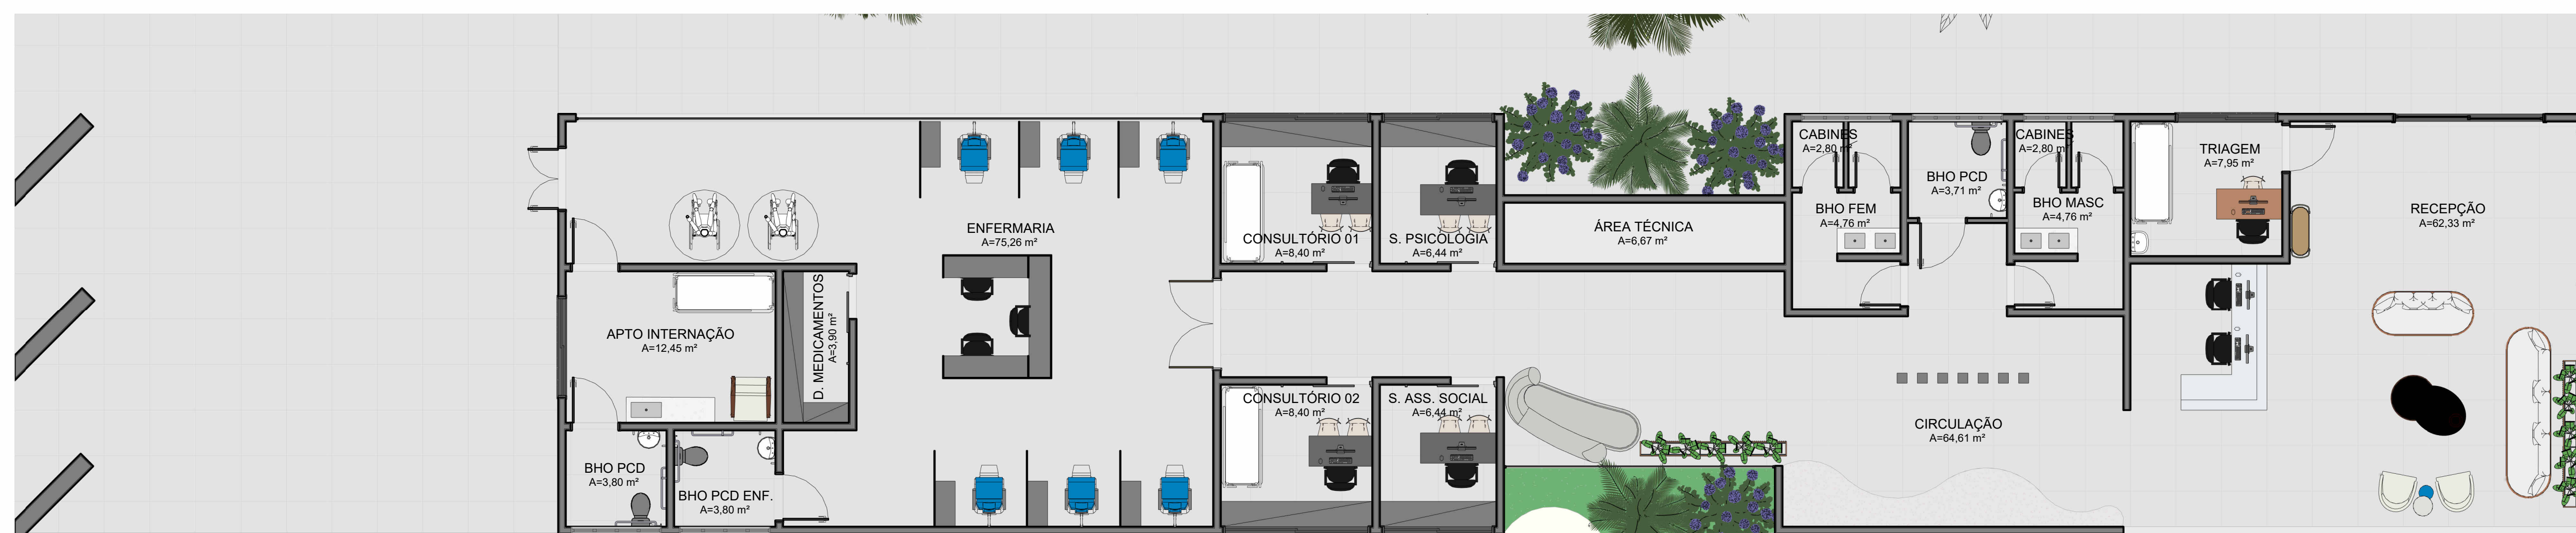 ENFERMARIA
A=75,26 m²
APTO INTERNAÇÃO
A=12,45 m²
D. MEDICAMENTOS
A=3,90 m²
BHO PCD
A=3,80 m²
BHO PCD ENF.
A=3,80 m²
CONSULTÓRIO 01
A=8,40 m²
S. PSICOLOGIA
A=6,44 m²
CONSULTÓRIO 02
A=8,40 m²
S. ASS. SOCIAL
A=6,44 m²
ÁREA TÉCNICA
A=6,67 m²
CABINES
A=2,80 m²
BHO FEM
A=4,76 m²
BHO PCD
A=3,71 m²
CABINES
A=2,80 m²
BHO MASC
A=4,76 m²
TRIAGEM
A=7,95 m²
RECEPÇÃO
A=62,33 m²
CIRCULAÇÃO
A=64,61 m²